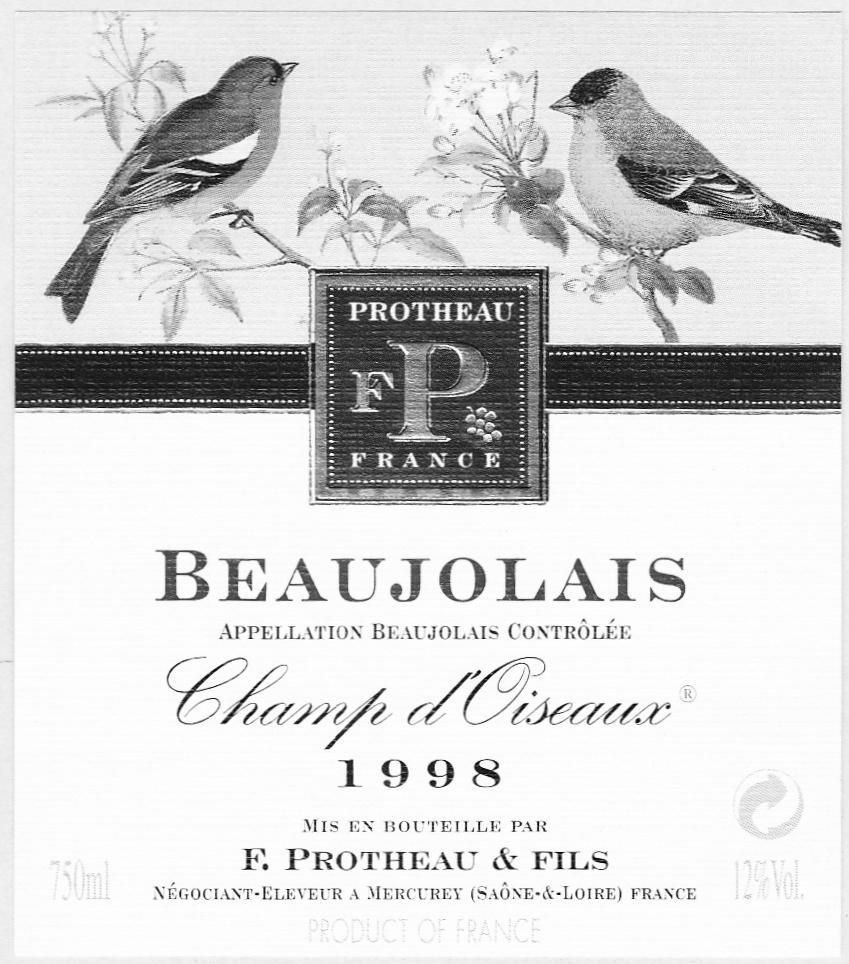 PROTHEAU
FP
FRANCE
BEAUJOLAIS
APPELLATION BEAUJOLAIS CONTRÔLÉE
Champ d'Oiseaux ®
1998
MIS EN BOUTEILLE PAR
F. PROTHEAU & FILS
750ml
NÉGOCIANT-ELEVEUR A MERCUREY (SAÔNE-&-LOIRE) FRANCE
12%Vol.
PRODUCT OF FRANCE